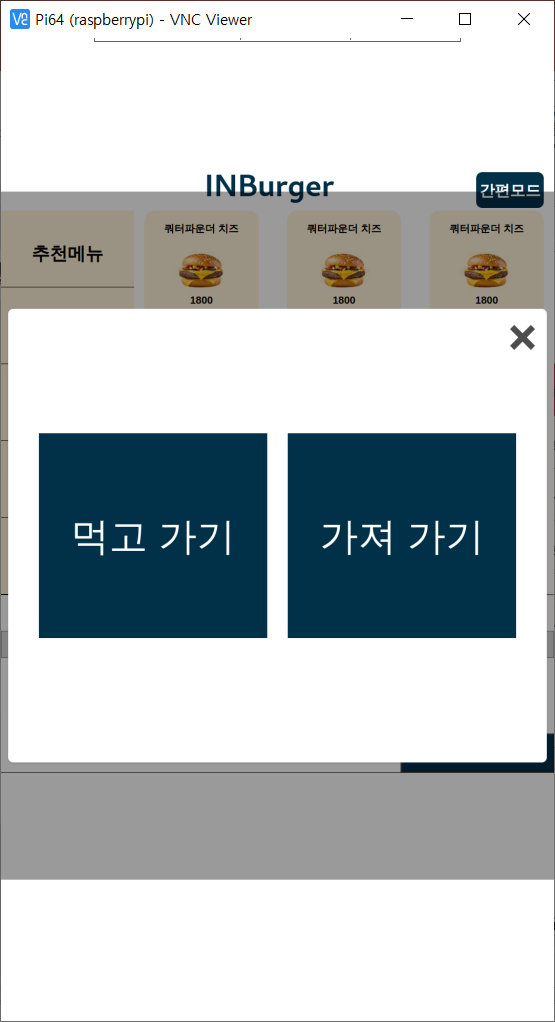 Pi64 (raspberrypi) - VNC Viewer
INBurger
간편모드
추천메뉴
쿼터파운더 치즈
1800
쿼터파운더 치즈
1800
쿼터파운더 치즈
1800
먹고 가기
가져 가기